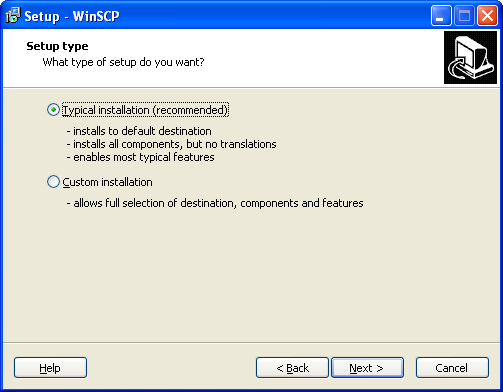 Setup - WinSCP
Setup type
What type of setup do you want?
Typical installation (recommended)
- installs to default destination
- installs all components, but no translations
- enables most typical features
Custom installation
- allows full selection of destination, components and features
Help
< Back
Next >
Cancel